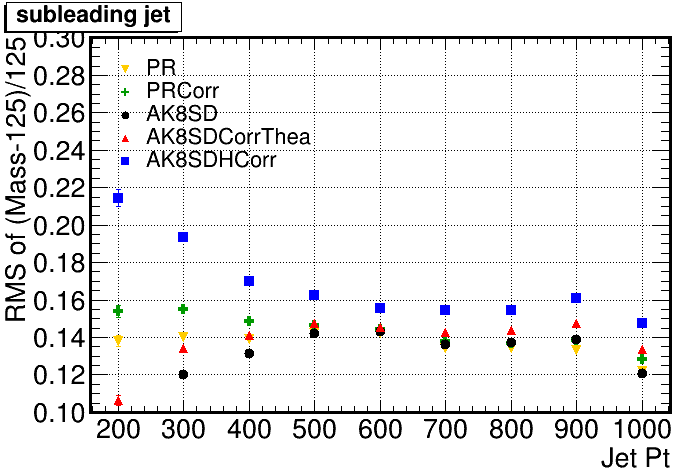 subleading jet
RMS of (Mass-125)/125
0.30
0.28
0.26
0.24
0.22
0.20
0.18
0.16
0.14
0.12
0.10
PR
PRCorr
AK8SD
AK8SDCorrThea
AK8SDHCorr
200 300 400 500 600 700 800 900 1000
Jet Pt